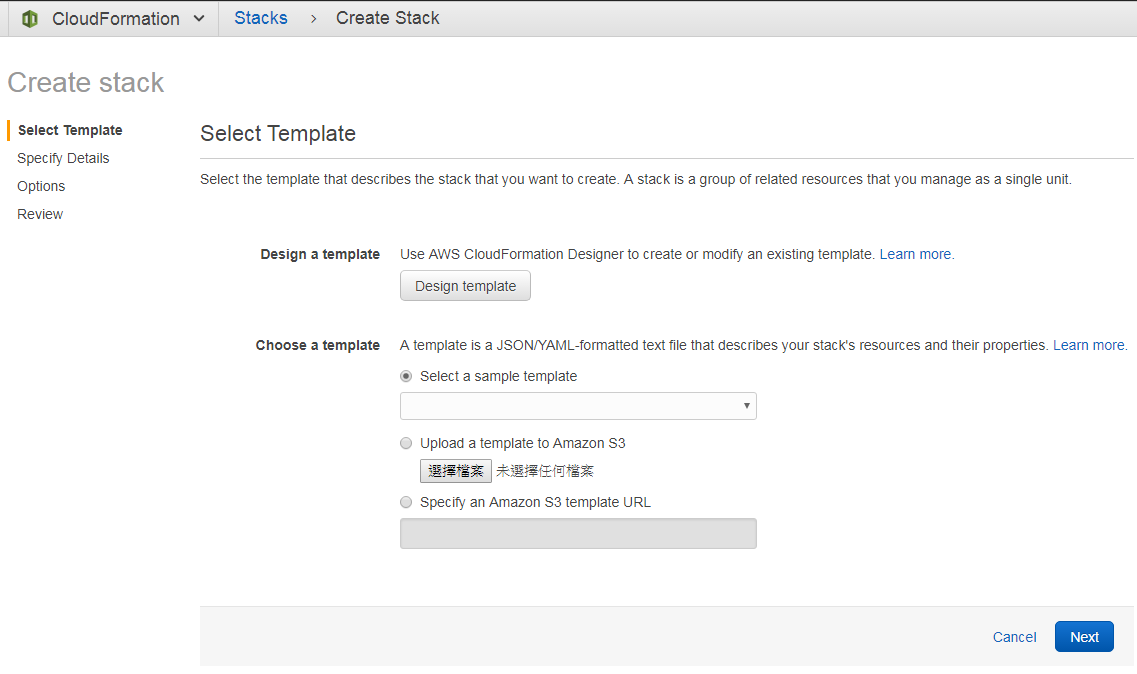 CloudFormation Stacks > Create Stack
Create stack
Select Template
Specify Details
Options
Review
Select Template
Select the template that describes the stack that you want to create. A stack is a group of related resources that you manage as a single unit.
Design a template Use AWS CloudFormation Designer to create or modify an existing template. Learn more.
Design template
Choose a template A template is a JSON/YAML-formatted text file that describes your stack's resources and their properties. Learn more.
Select a sample template
Upload a template to Amazon S3
選擇檔案 未選擇任何檔案
Specify an Amazon S3 template URL
Cancel Next